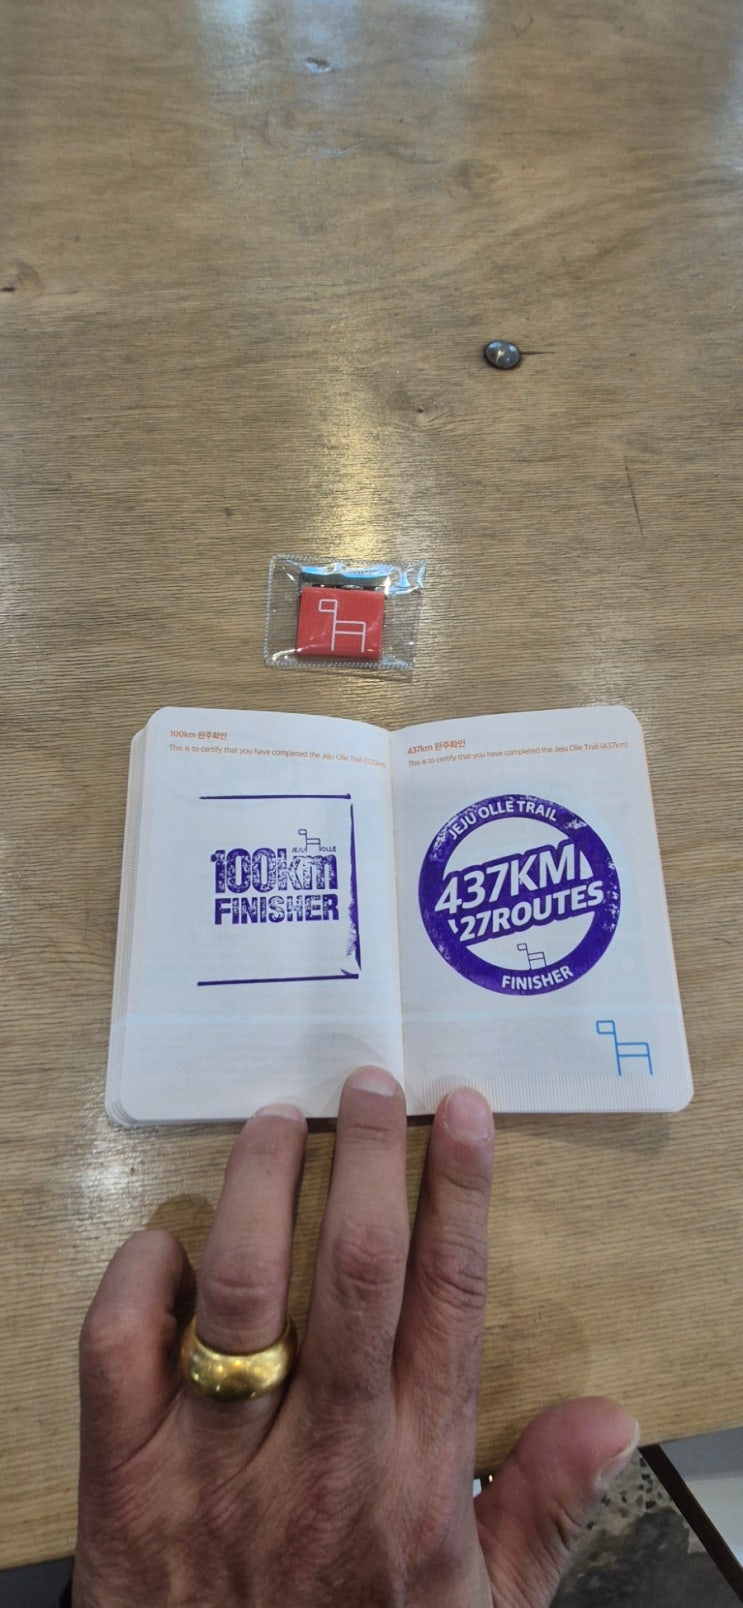 100km 완주확인
This is to certify that you have completed the Jeju Olle Trail (100km)
JEJU OLLE
100km
FINISHER
437km 완주확인
This is to certify that you have completed the Jeju Olle Trail (437km)
JEJU OLLE TRAIL
437KM
27ROUTES
FINISHER